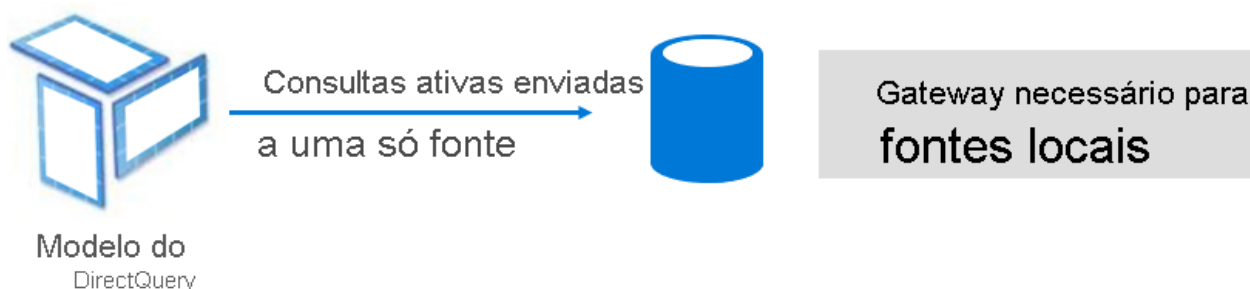 Consultas ativas enviadas
a uma só fonte
Gateway necessário para
fontes locais
Modelo do
DirectQuery